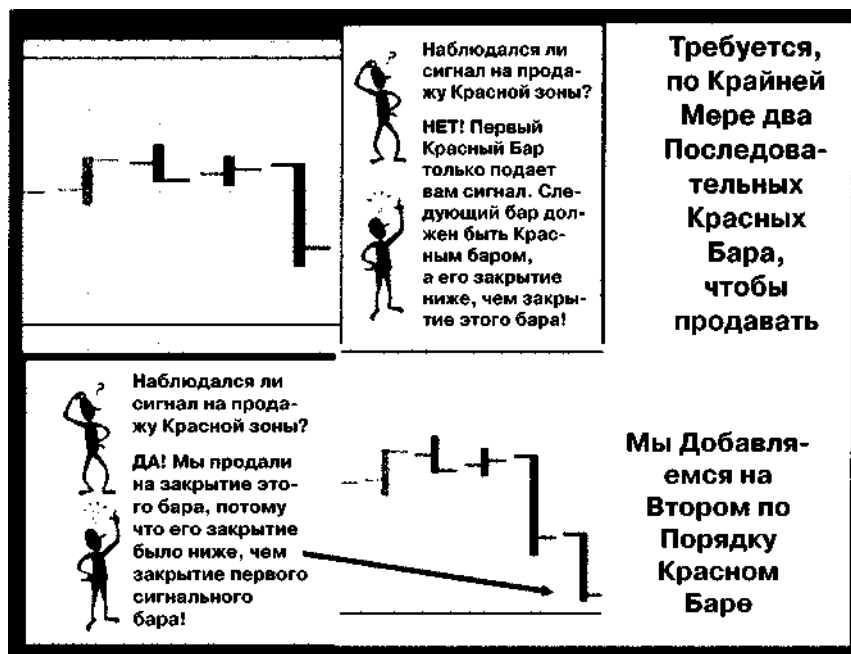 ?
Наблюдался ли
сигнал на прода-
жу Красной зоны?
НЕТ! Первый
Красный Бар
только подает
вам сигнал. Сле-
дующий бар дол-
жен быть Крас-
ным баром,
а его закрытие
ниже, чем закры-
тие этого бара!
Требуется,
по Крайней
Мере два
Последова-
тельных
Красных
Бара,
чтобы
продавать
?
Наблюдался ли
сигнал на прода-
жу Красной зоны?
ДА! Мы продали
на закрытие это-
го бара, потому
что его закрытие
было ниже, чем
закрытие первого
сигнального
бара!
Мы Добавля-
емся на
Втором по
Порядку
Красном
Баре